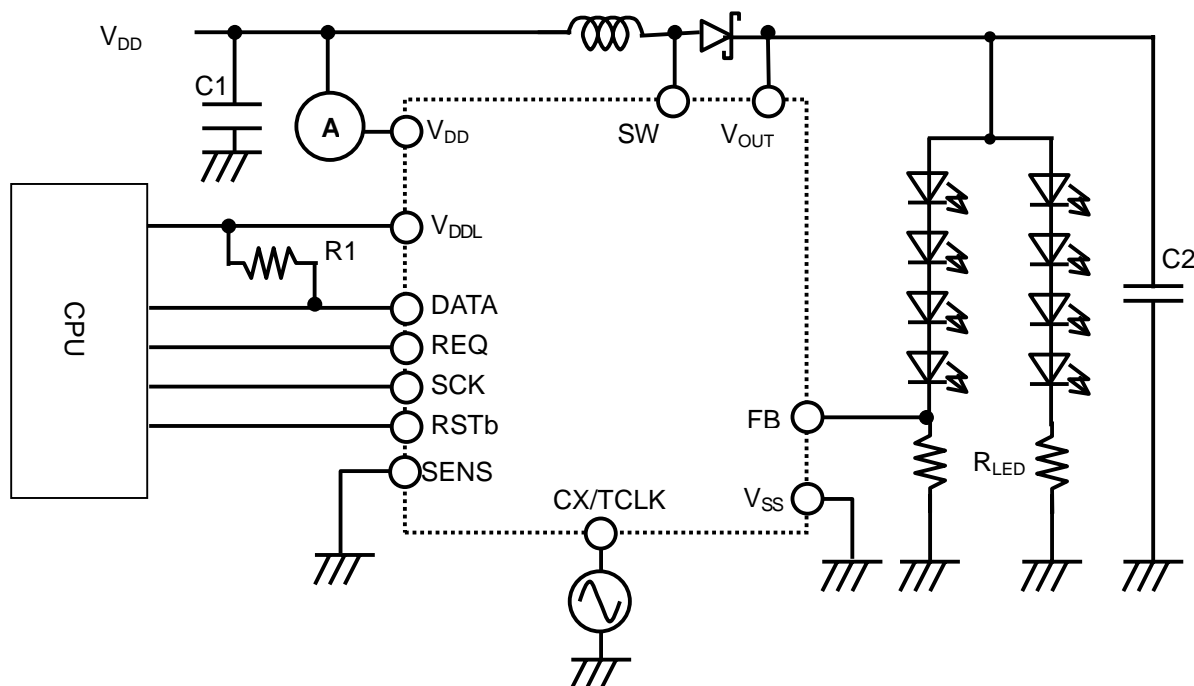 VDD
C1
A
VDD
SW
VOUT
VDDL
R1
DATA
REQ
SCK
RSTb
SENS
CPU
CX/TCLK
FB
VSS
RLED
C2